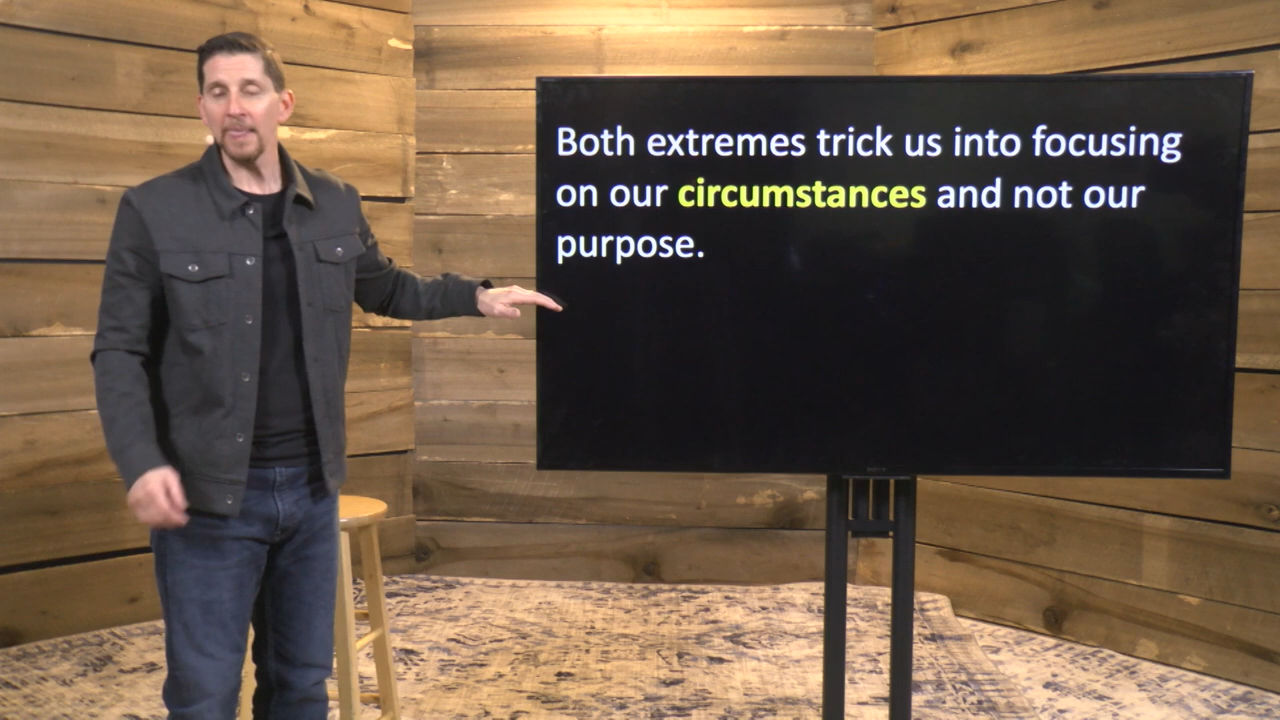 Both extremes trick us into focusing
on our circumstances and not our
purpose.